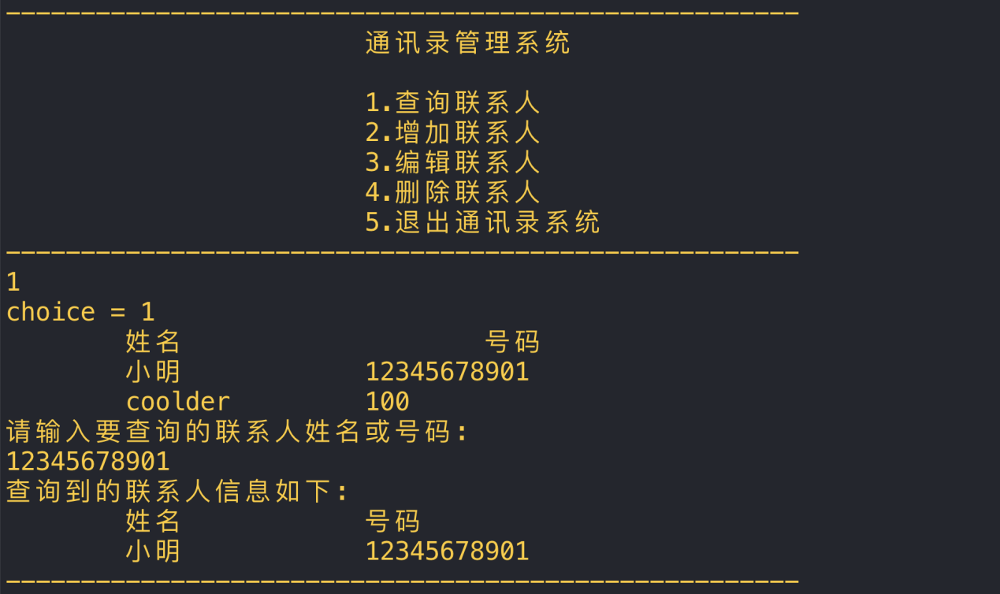 -----------------------------------------------------
通讯录管理系统
1.查询联系人
2.增加联系人
3.编辑联系人
4.删除联系人
5.退出通讯录系统
-----------------------------------------------------
1
choice = 1
姓名 号码
小明 12345678901
coolder 100
请输入要查询的联系人姓名或号码:
12345678901
查询到的联系人信息如下:
姓名 号码
小明 12345678901
-----------------------------------------------------